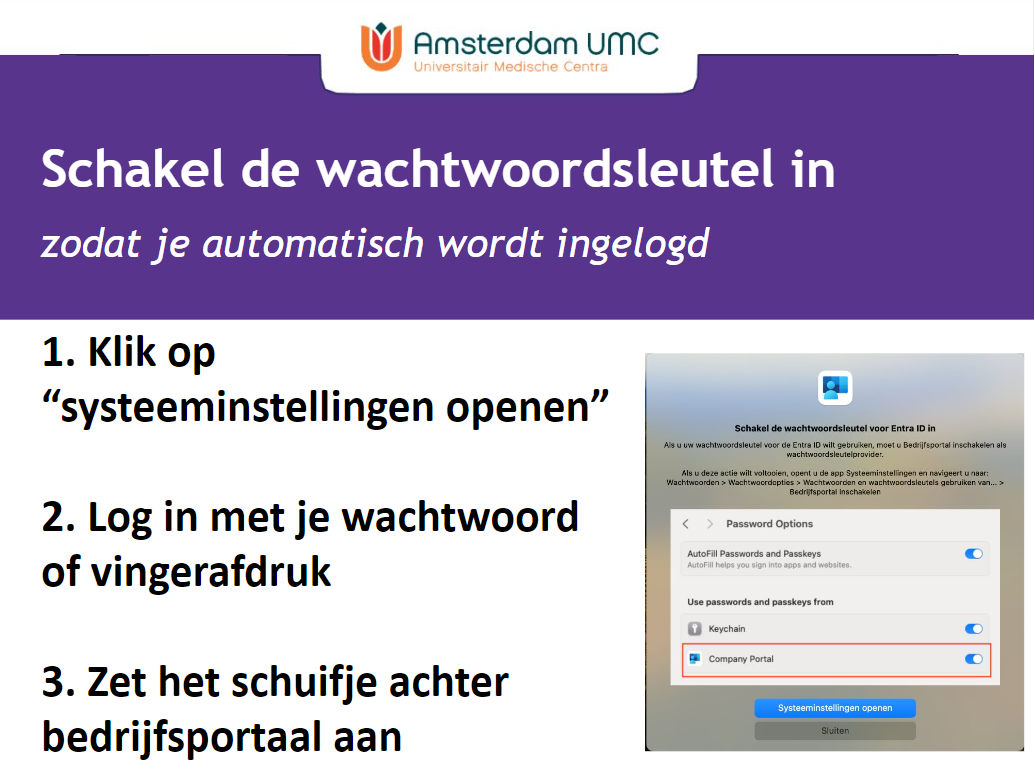 Amsterdam UMC
Universitair Medische Centra
Schakel de wachtwoordsleutel in
zodat je automatisch wordt ingelogd
1. Klik op
“systeeminstellingen openen”
2. Log in met je wachtwoord
of vingerafdruk
3. Zet het schuifje achter
bedrijfsportaal aan
Schakel de wachtwoordsleutel voor Entra ID in
Als u uw wachtwoordsleutel voor de Entra ID wilt gebruiken, moet u Bedrijfsportal inschakelen als
wachtwoordsleutelprovider.
Als u deze actie wilt voltooien, opent u de app Systeeminstellingen en navigeert u naar:
Wachtwoorden > Wachtwoordopties > Wachtwoorden en wachtwoordsleutels gebruiken van... >
Bedrijfsportal inschakelen
Password Options
AutoFill Passwords and Passkeys
AutoFill helps you sign into apps and websites.
Use passwords and passkeys from
Keychain
Company Portal
Systeeminstellingen openen
Sluiten